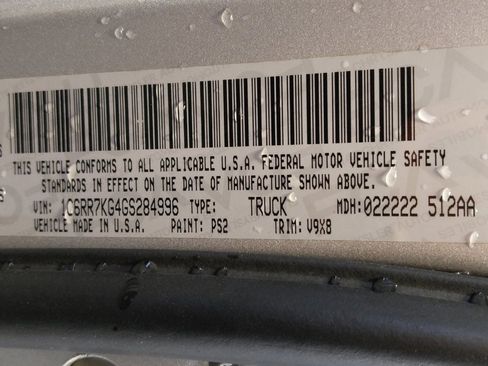 THIS VEHICLE CONFORMS TO ALL APPLICABLE U.S.A. FEDERAL MOTOR VEHICLE SAFETY
STANDARDS IN EFFECT ON THE DATE OF MANUFACTURE SHOWN ABOVE.
VIN: 1C6RR7KG4GS284996 TYPE: TRUCK MDH: 022222 512AA
VEHICLE MADE IN U.S.A. PAINT: PS2 TRIM: V9X8